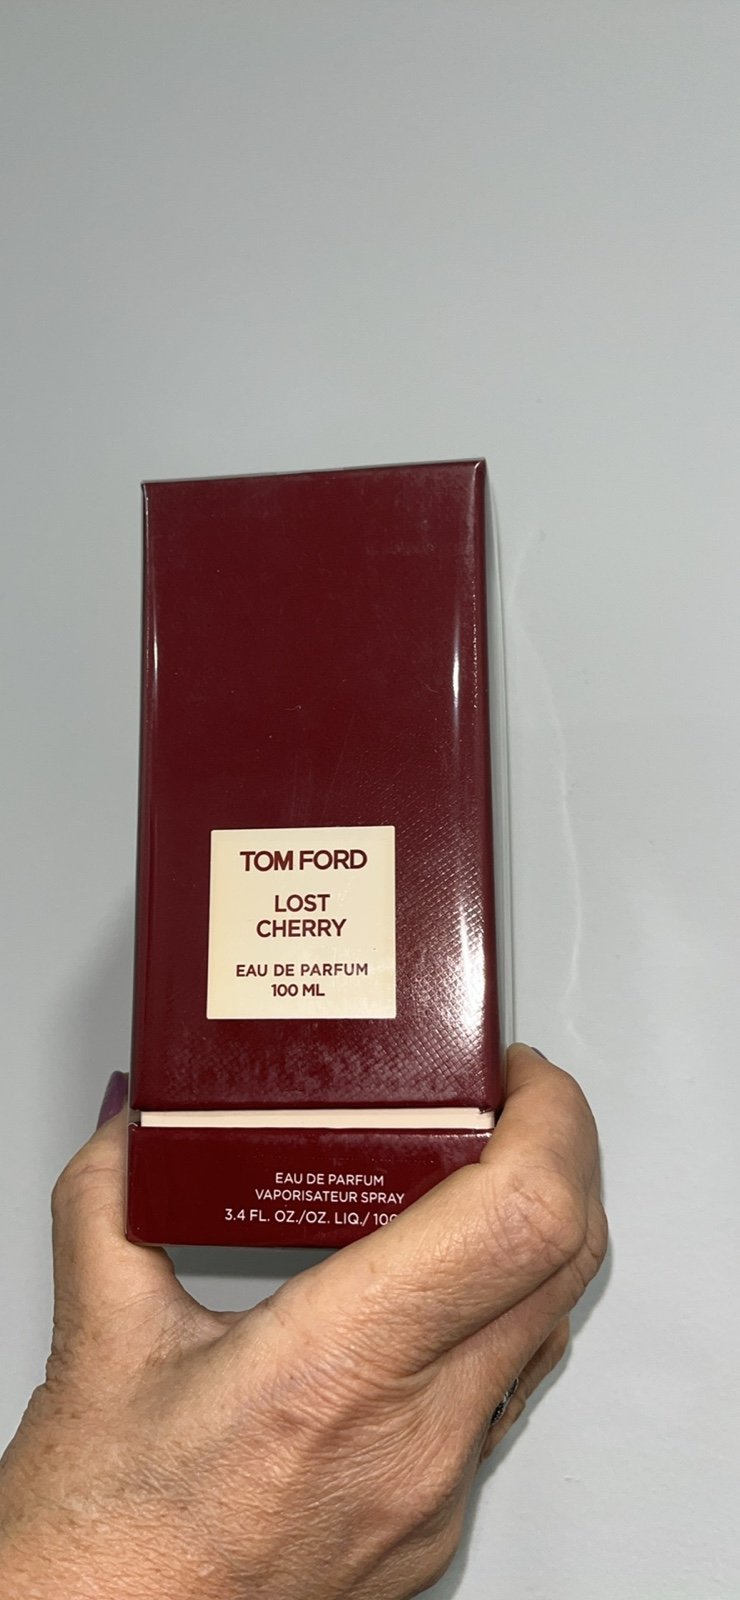 TOM FORD
LOST
CHERRY
EAU DE PARFUM
100 ML
EAU DE PARFUM
VAPORISATEUR SPRAY
3.4 FL. OZ./OZ. LIQ./